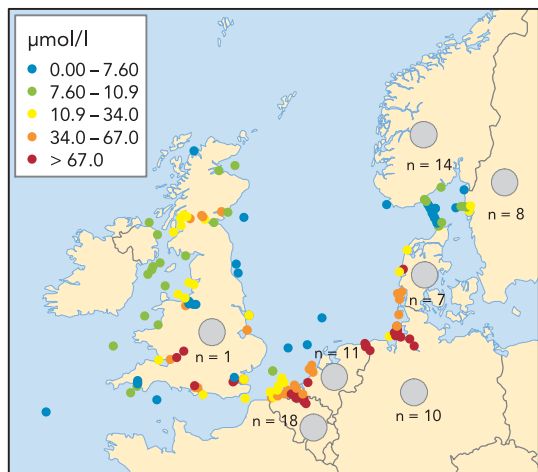 μmol/l
0.00 – 7.60
7.60 – 10.9
10.9 – 34.0
34.0 – 67.0
> 67.0
n = 14
n = 8
n = 7
n = 1
n = 11
n = 10
n = 18